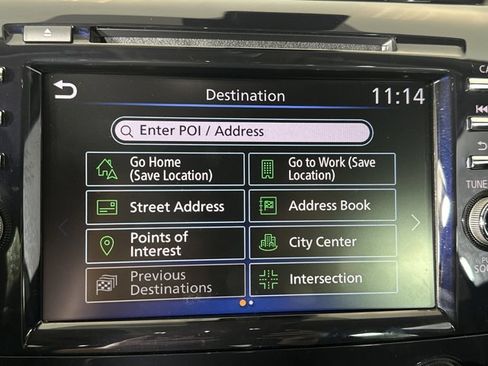 Destination 11:14
Enter POI / Address
Go Home
(Save Location)
Go to Work (Save
Location)
Street Address
Address Book
Points of
Interest
City Center
Previous
Destinations
Intersection
TUNE